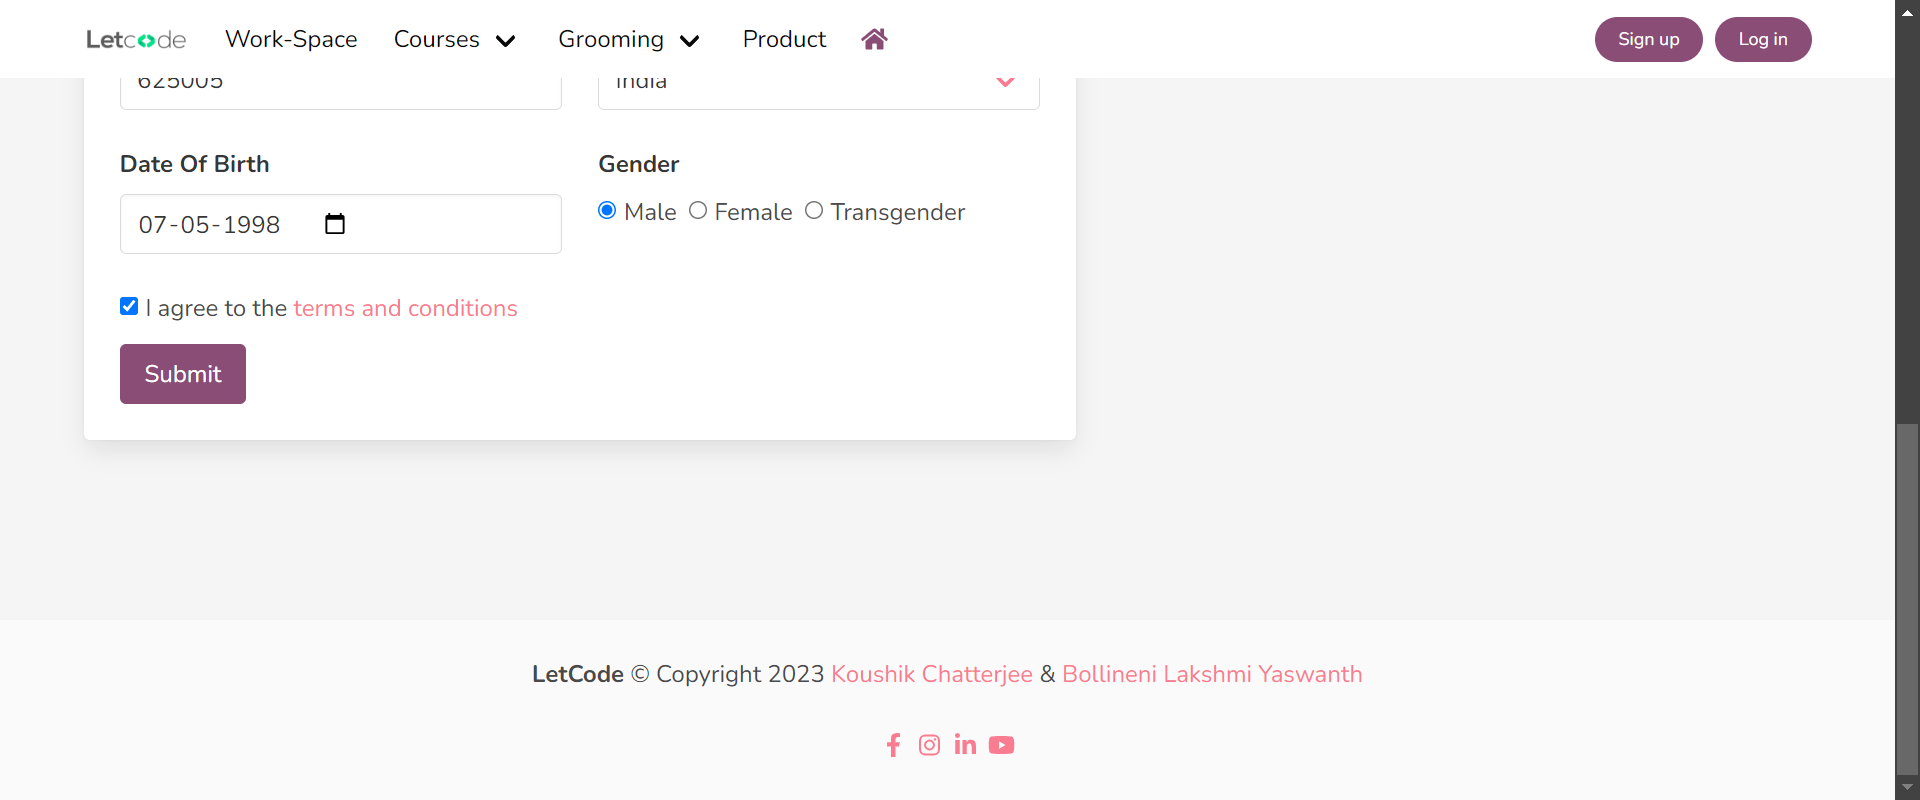 Letcode Work-Space Courses Grooming Product Sign up Log in
625005 India
Date Of Birth Gender
07-05-1998 Male Female Transgender
I agree to the terms and conditions
Submit
LetCode © Copyright 2023 Koushik Chatterjee & Bollineni Lakshmi Yaswanth